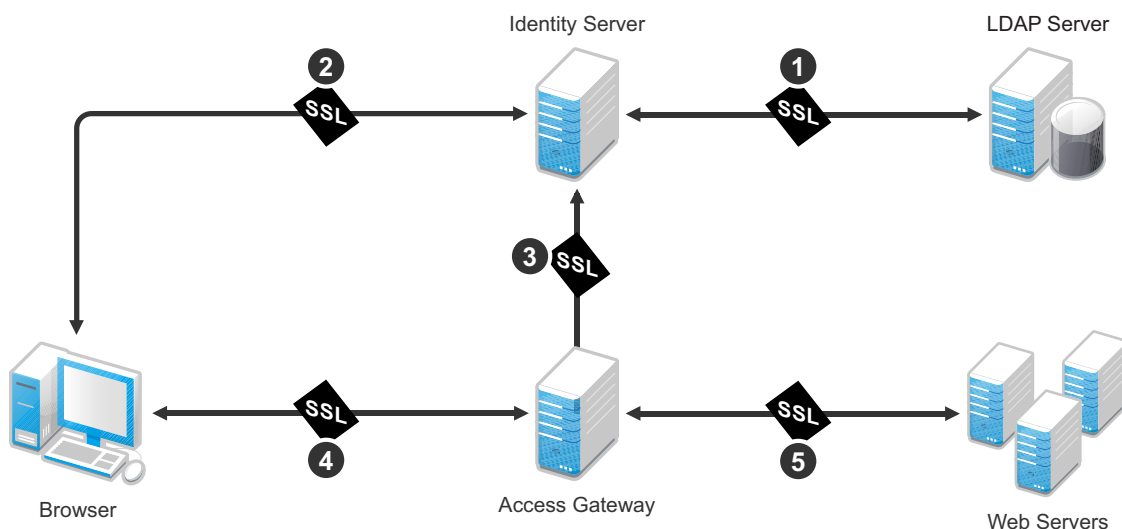 Identity Server
LDAP Server
2
SSL
1
SSL
3
SSL
SSL
4
SSL
5
Browser
Access Gateway
Web Servers